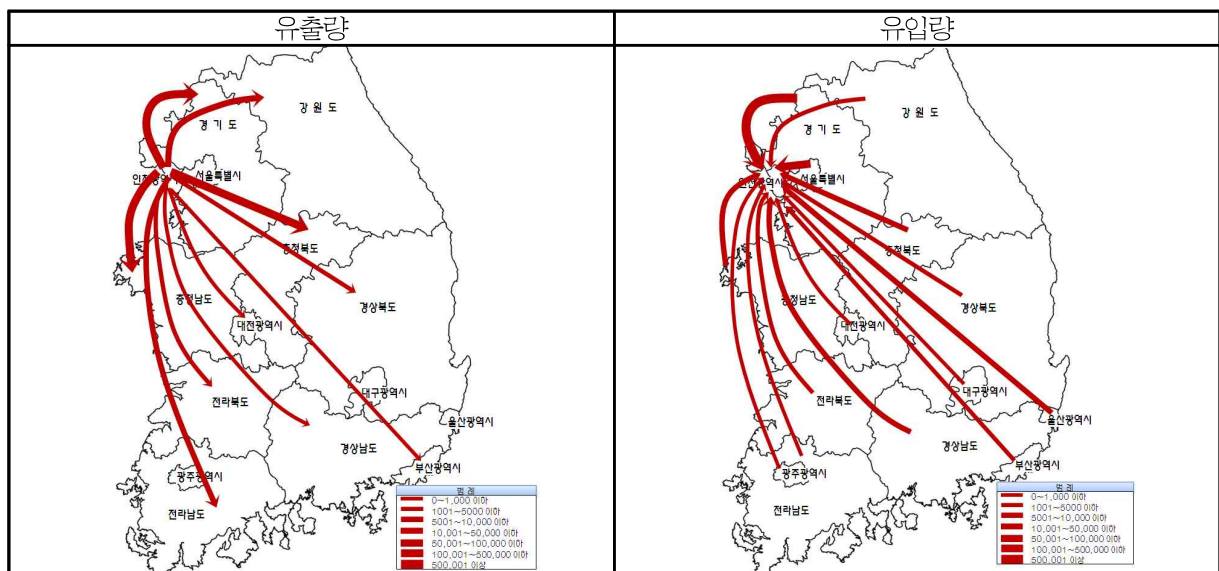 유출량
강 원 도
경 기 도
인천광역시
서울특별시
충청북도
충청남도
경상북도
대전광역시
대구광역시
전라북도
울산광역시
경상남도
부산광역시
광주광역시
전라남도
범 례
0~1,000 이하
1001~5000 이하
5001~10,000 이하
10,001~50,000 이하
50,001~100,000 이하
100,001~500,000 이하
500,001 이상
유입량
강 원 도
경 기 도
인천광역시
서울특별시
충청북도
충청남도
경상북도
대전광역시
대구광역시
전라북도
울산광역시
경상남도
부산광역시
광주광역시
전라남도
범 례
0~1,000 이하
1001~5000 이하
5001~10,000 이하
10,001~50,000 이하
50,001~100,000 이하
100,001~500,000 이하
500,001 이상